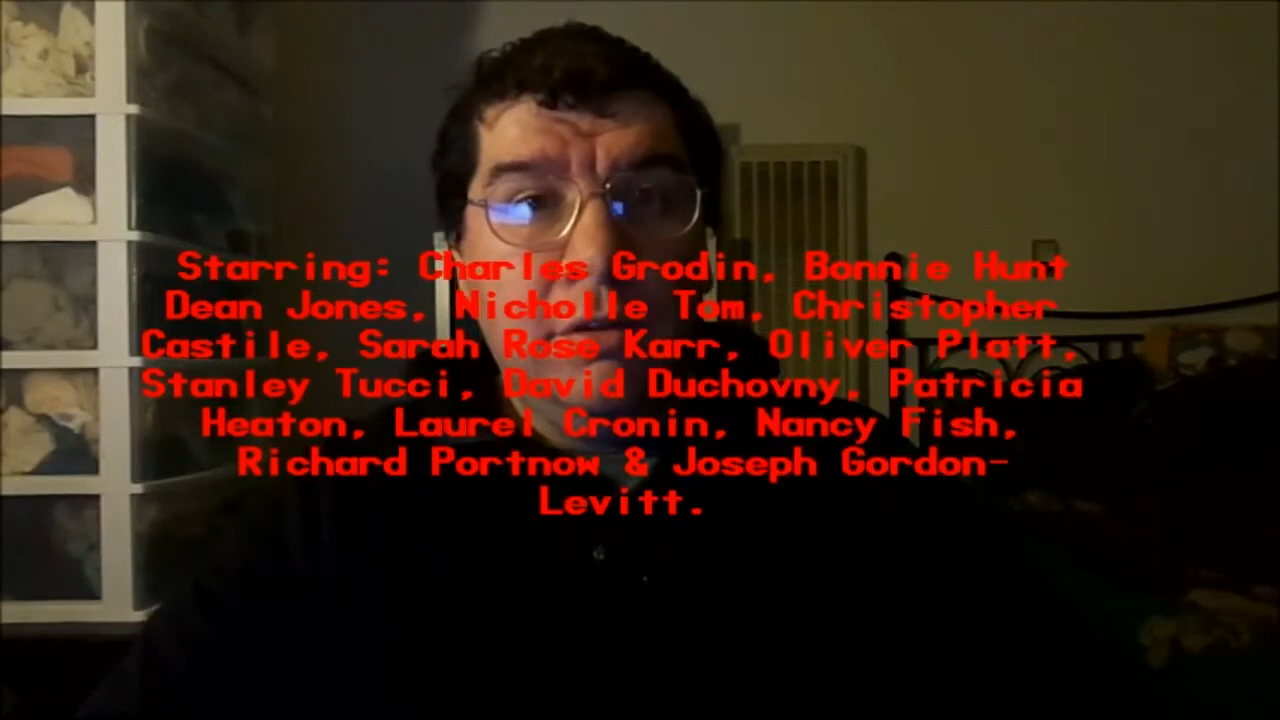 Starring: Charles Grodin, Bonnie Hunt
Dean Jones, Nicholle Tom, Christopher
Castile, Sarah Rose Karr, Oliver Platt,
Stanley Tucci, David Duchovny, Patricia
Heaton, Laurel Cronin, Nancy Fish,
Richard Portnow & Joseph Gordon-
Levitt.